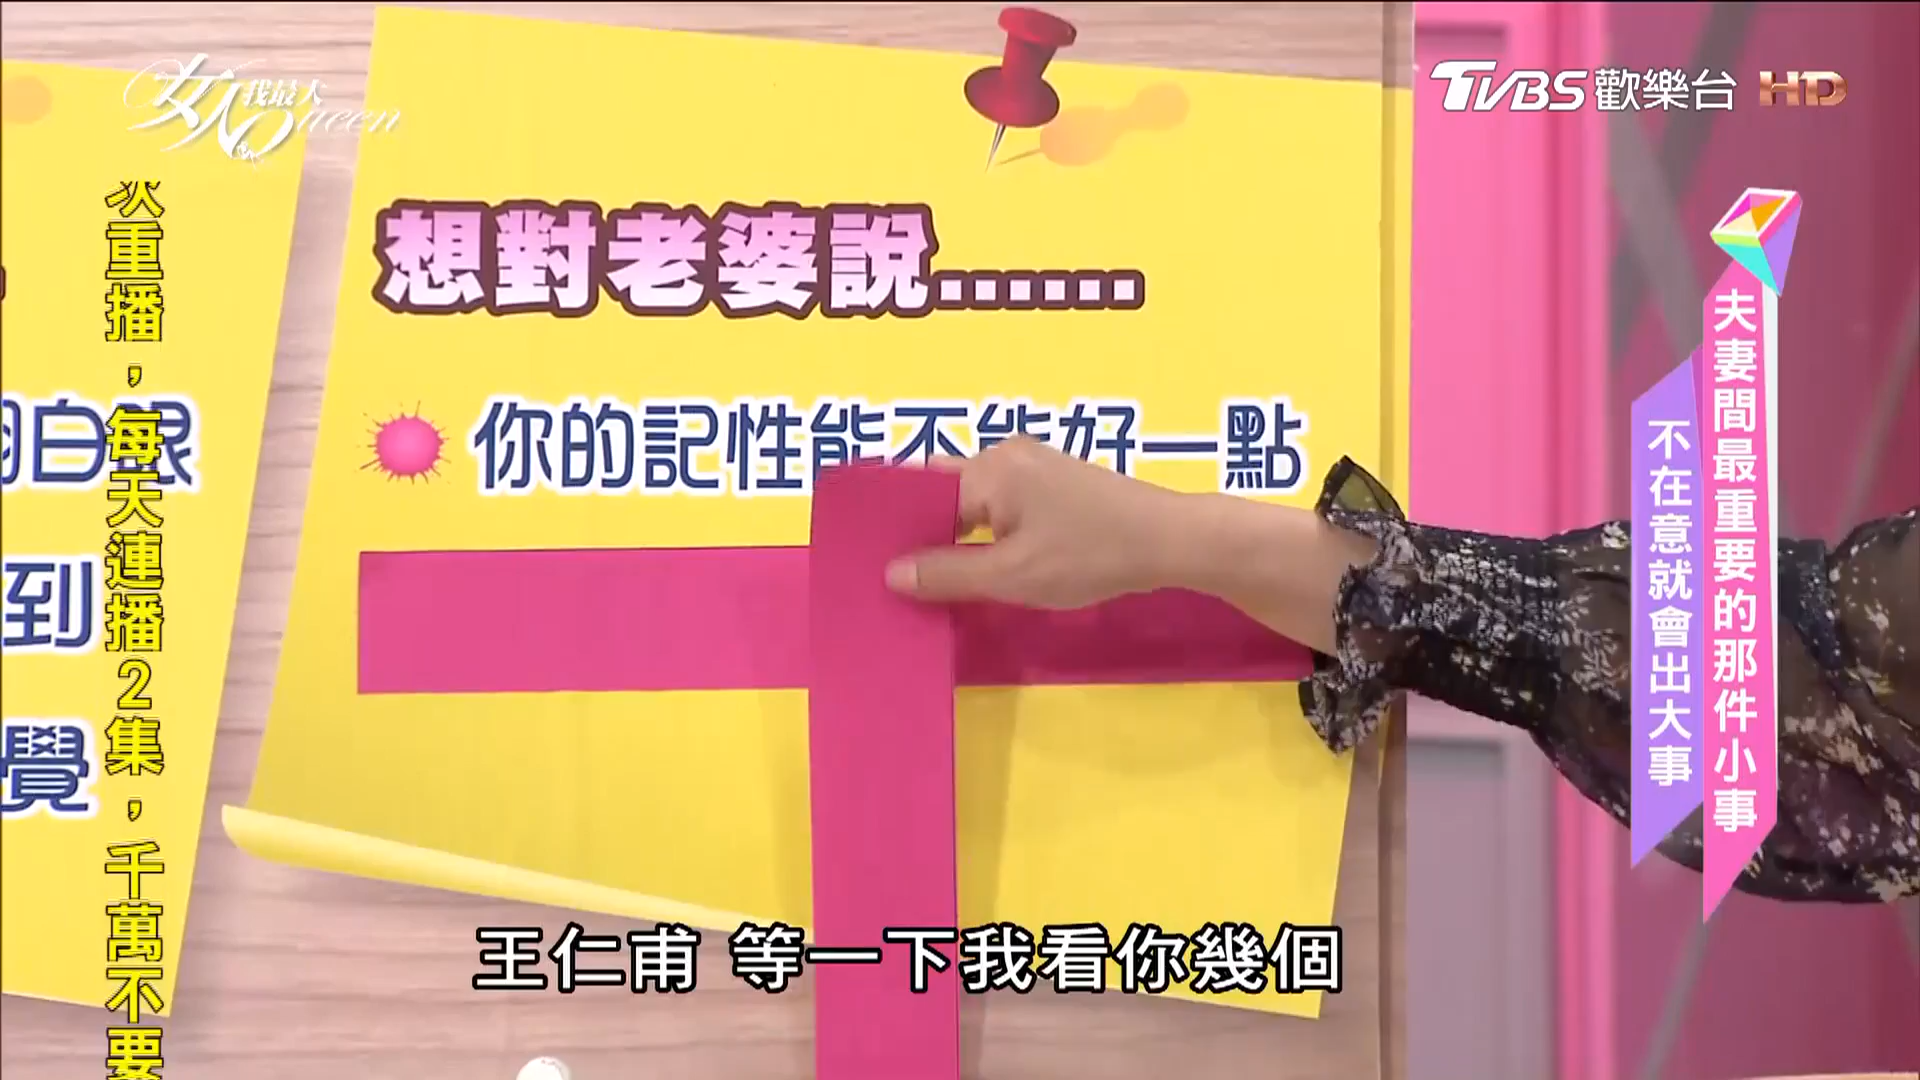 女人我最大
Queen
TVBS歡樂台 HD
想對老婆說......
你的記性能不能好一點
白眼
到
覺
次重播，每天連播2集，千萬不要
夫妻間最重要的那件小事
不在意就會出大事
王仁甫 等一下我看你幾個